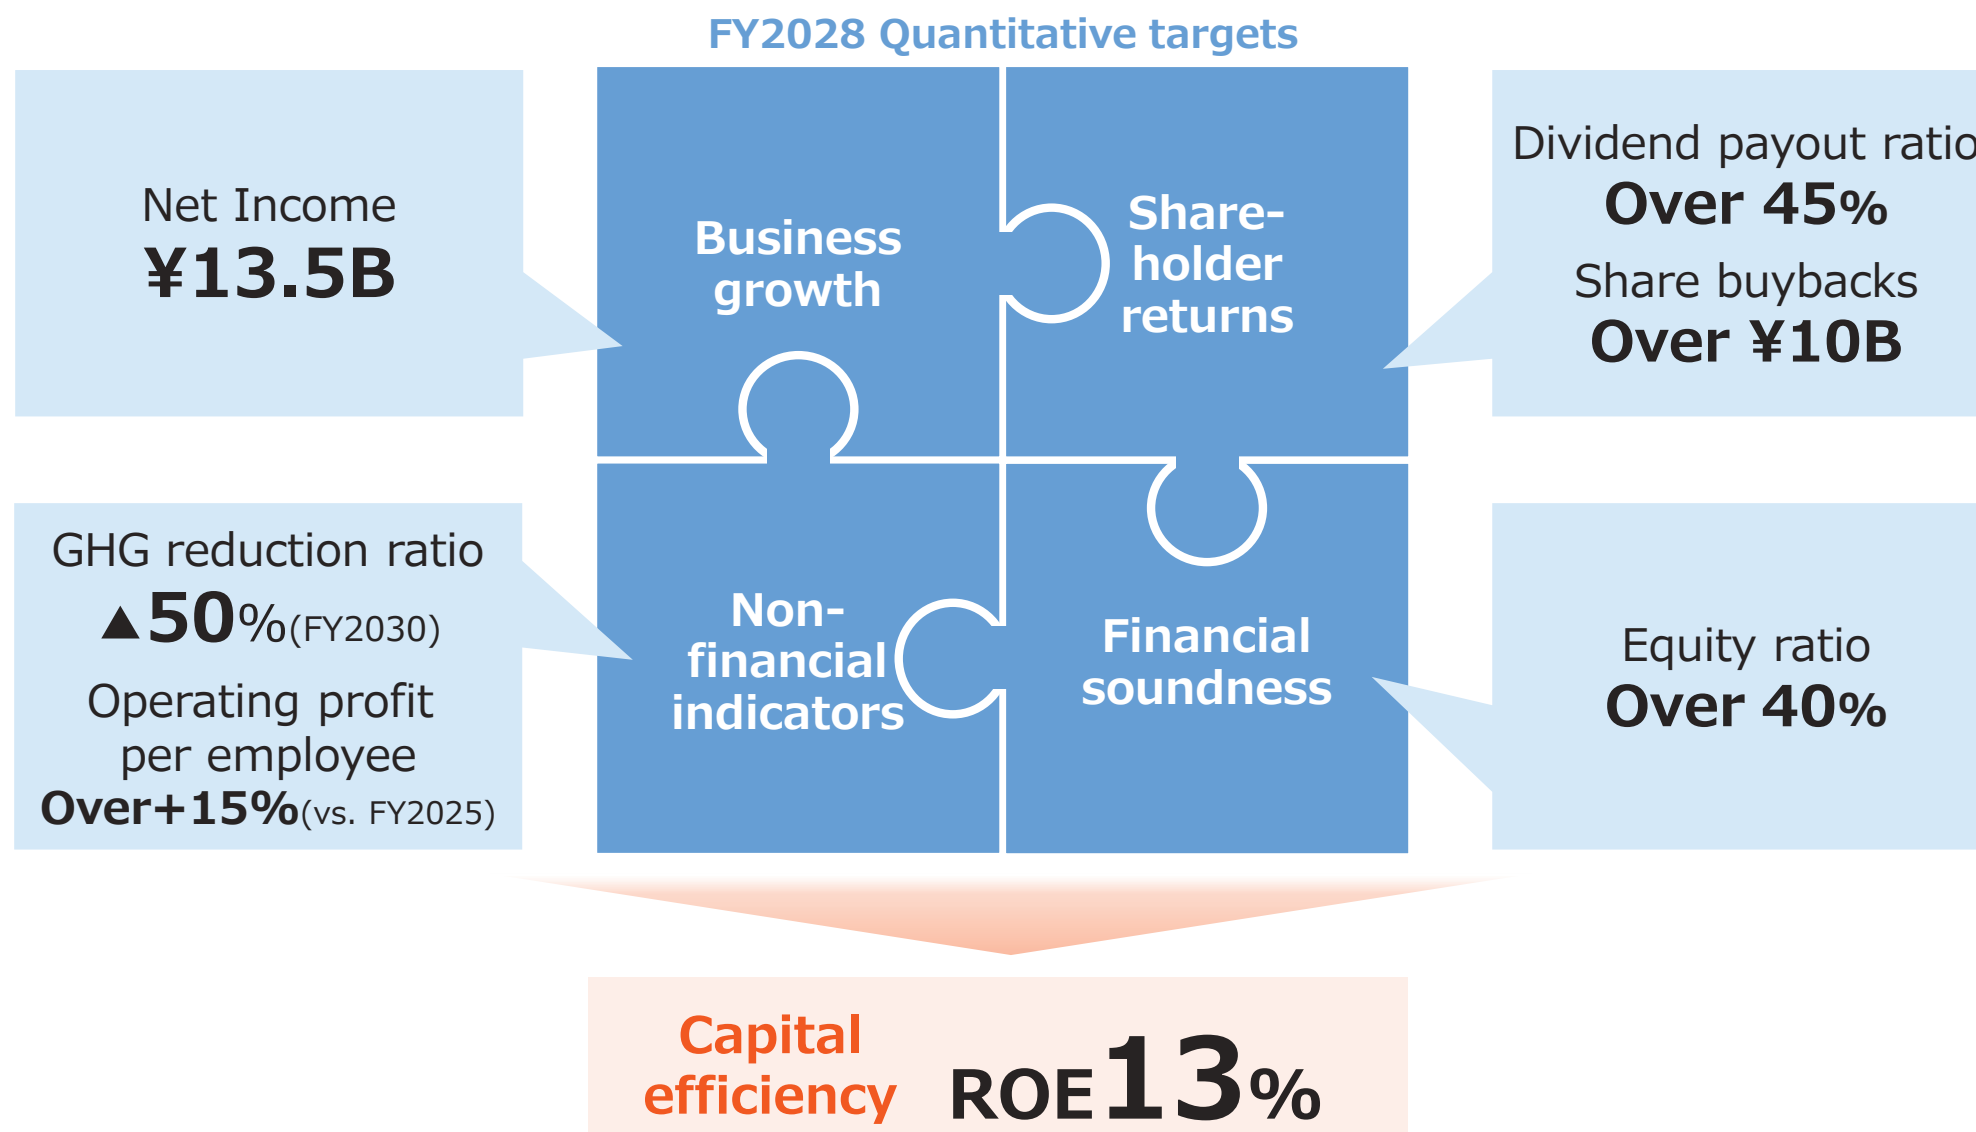 FY2028 Quantitative targets
Net Income
¥13.5B
Business
growth
Share-
holder
returns
Dividend payout ratio
Over 45%
Share buybacks
Over ¥10B
GHG reduction ratio
▲50%(FY2030)
Operating profit
per employee
Over+15%(vs. FY2025)
Non-
financial
indicators
Financial
soundness
Equity ratio
Over 40%
Capital
efficiency
ROE13%